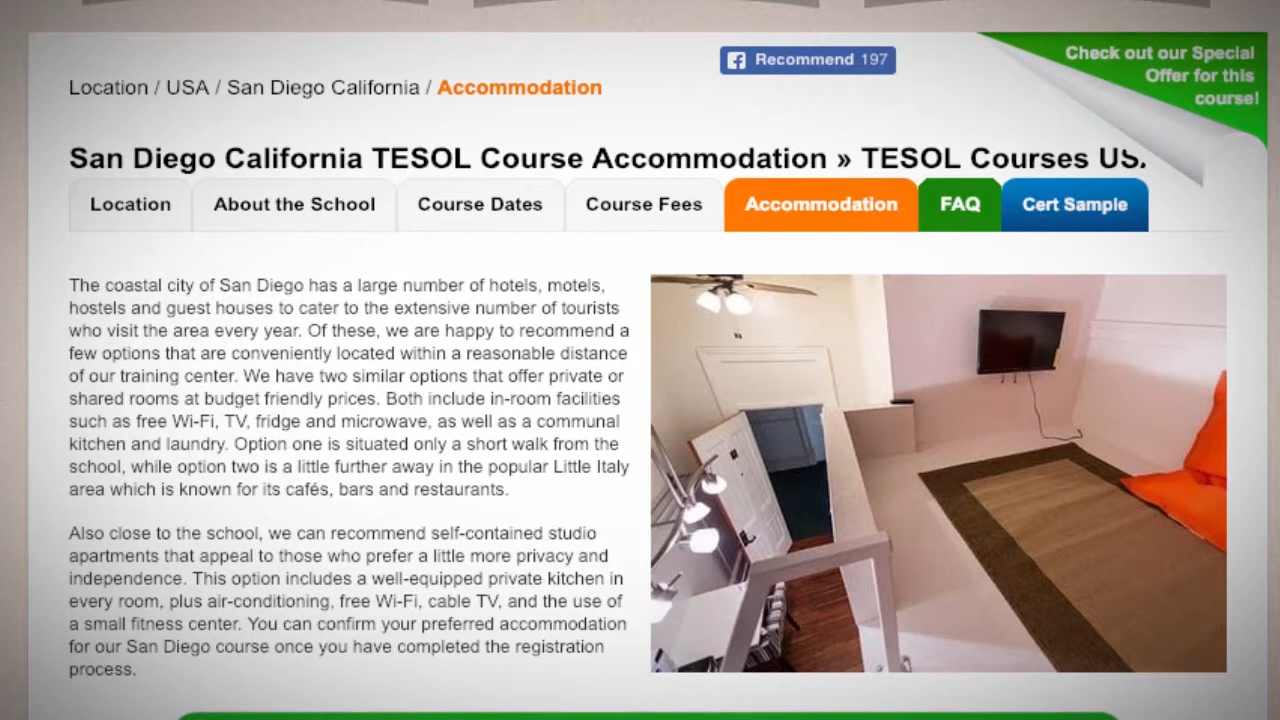 Check out our Special
Offer for this
course!
Recommend 197
Location / USA / San Diego California / Accommodation
San Diego California TESOL Course Accommodation » TESOL Courses
Location
About the School
Course Dates
Course Fees
Accommodation
FAQ
Cert Sample
The coastal city of San Diego has a large number of hotels, motels,
hostels and guest houses to cater to the extensive number of tourists
who visit the area every year. Of these, we are happy to recommend a
few options that are conveniently located within a reasonable distance
of our training center. We have two similar options that offer private or
shared rooms at budget friendly prices. Both include in-room facilities
such as free Wi-Fi, TV, fridge and microwave, as well as a communal
kitchen and laundry. Option one is situated only a short walk from the
school, while option two is a little further away in the popular Little Italy
area which is known for its cafés, bars and restaurants.
Also close to the school, we can recommend self-contained studio
apartments that appeal to those who prefer a little more privacy and
independence. This option includes a well-equipped private kitchen in
every room, plus air-conditioning, free Wi-Fi, cable TV, and the use of
a small fitness center. You can confirm your preferred accommodation
for our San Diego course once you have completed the registration
process.